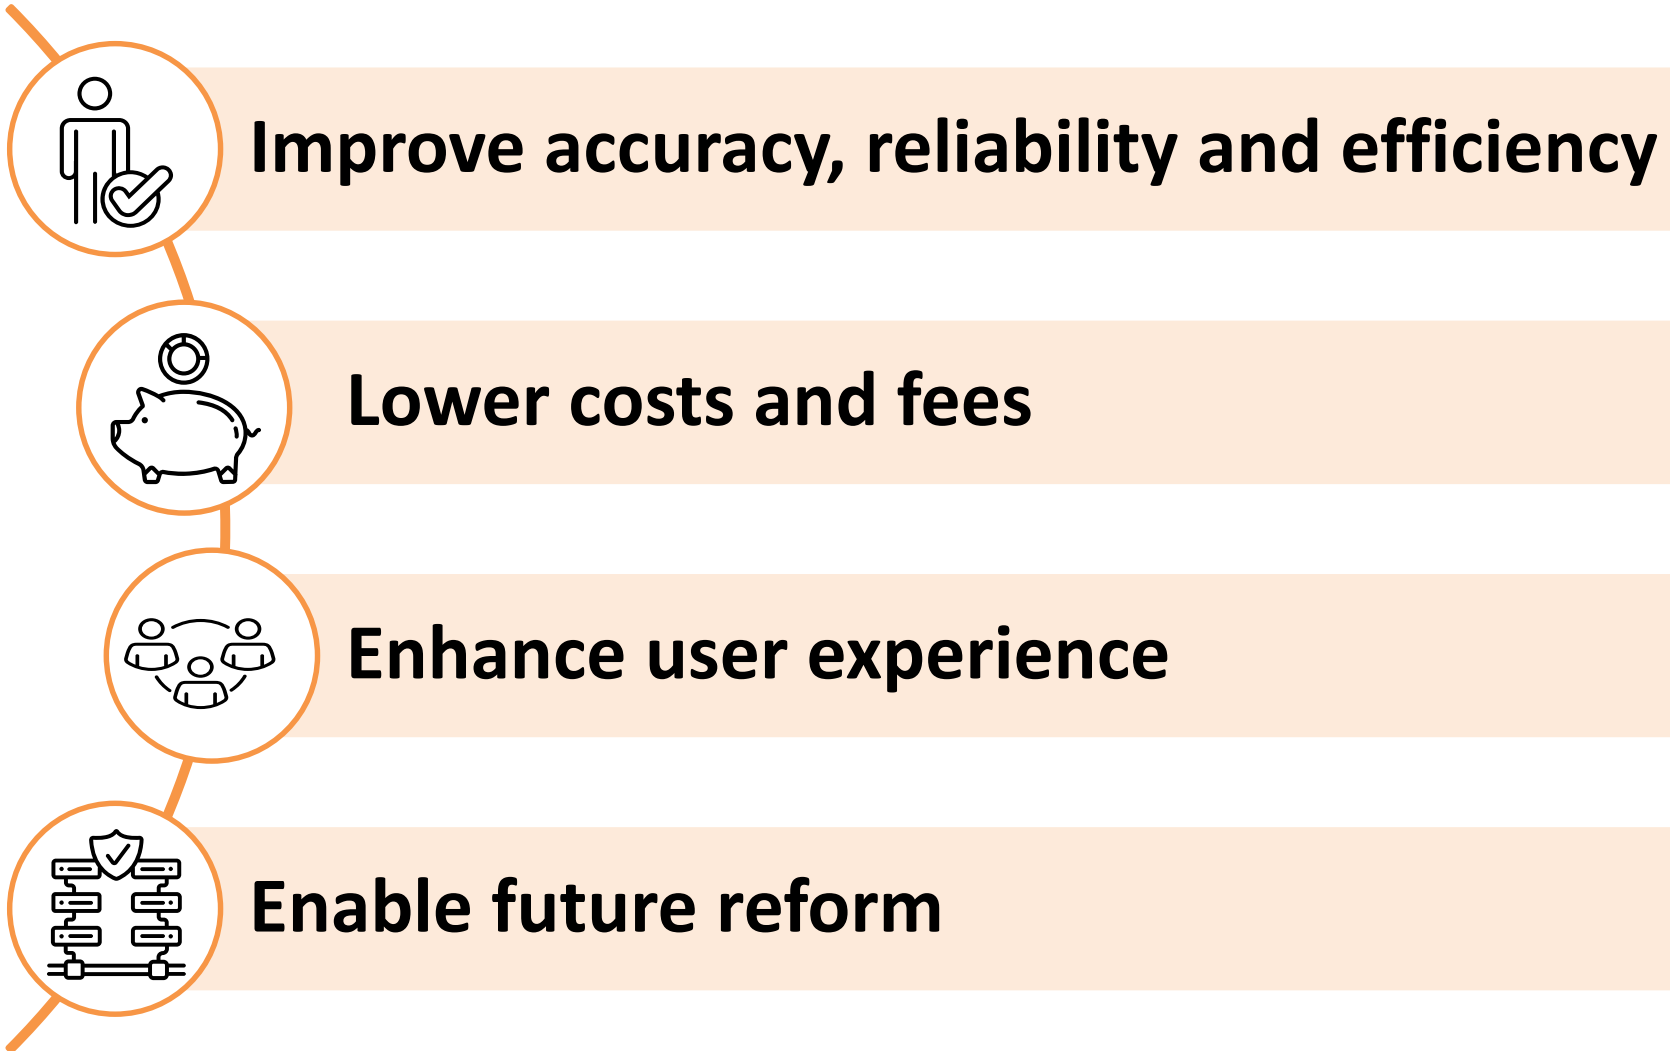 Improve accuracy, reliability and efficiency
Lower costs and fees
Enhance user experience
Enable future reform